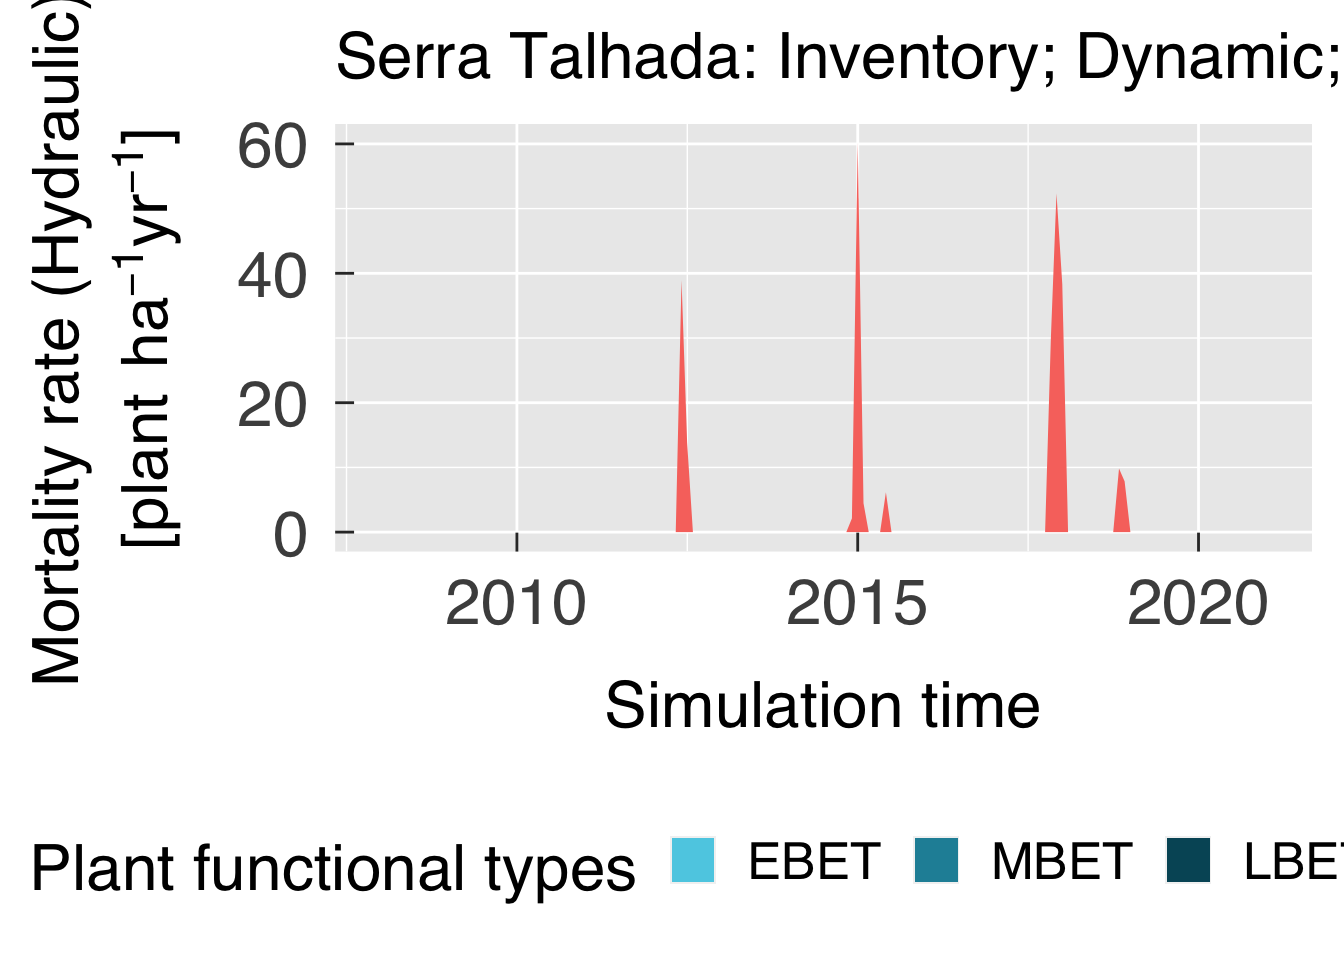 Serra Talhada: Inventory; Dynamic;
Mortality rate (Hydraulic)
[plant ha⁻¹yr⁻¹]
60
40
20
0
2010 2015 2020
Simulation time
Plant functional types EBET MBET